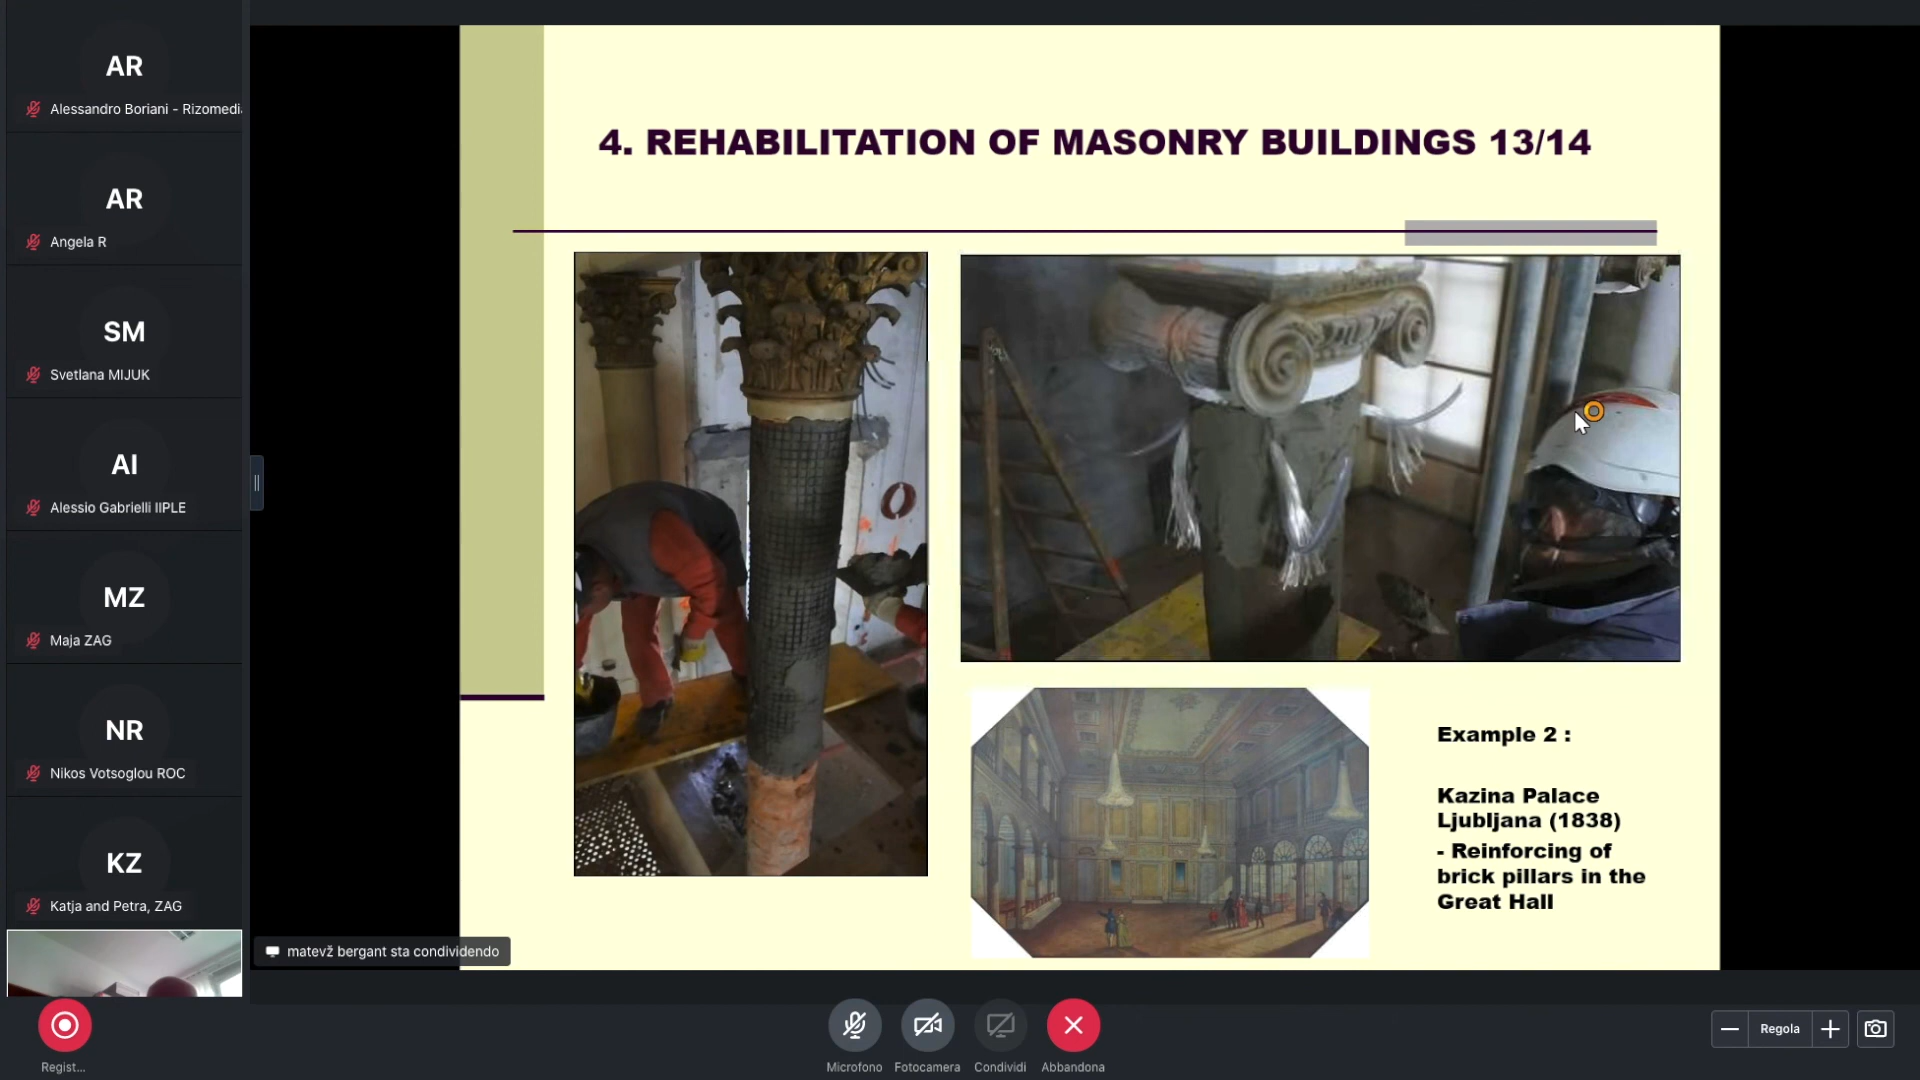 AR
Alessandro Boriani - Rizomedi
AR
Angela R
SM
Svetlana MIJUK
AI
Alessio Gabrielli IIPLE
MZ
Maja ZAG
NR
Nikos Votsoglou ROC
KZ
Katja and Petra, ZAG
4. REHABILITATION OF MASONRY BUILDINGS 13/14
Example 2 :
Kazina Palace
Ljubljana (1838)
- Reinforcing of
brick pillars in the
Great Hall
matevž bergant sta condividendo
Regist...
Microfono
Fotocamera
Condividi
Abbandona
Regola